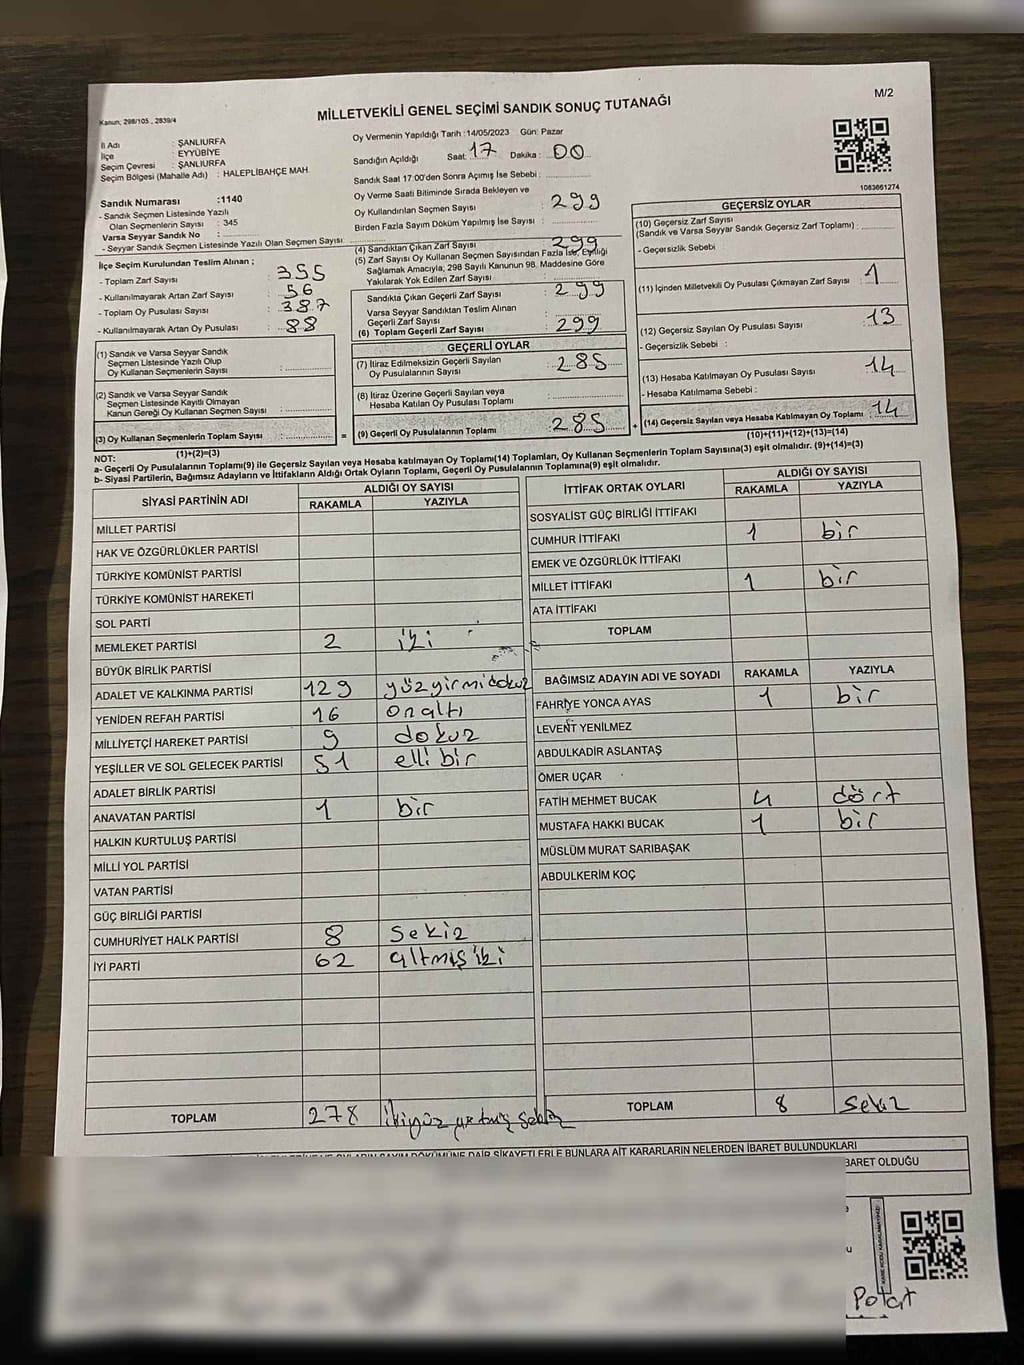 M/2
Kanun, 298/105 , 2839/4
MİLLETVEKİLİ GENEL SEÇİMİ SANDIK SONUÇ TUTANAĞI
İl Adı : ŞANLIURFA
İlçe : EYYÜBİYE
Seçim Çevresi : ŞANLIURFA
Seçim Bölgesi (Mahalle Adı) : HALEPLİBAHÇE MAH.
Oy Vermenin Yapıldığı Tarih :14/05/2023 Gün: Pazar
Sandığın Açıldığı Saat: 17 Dakika : 00
Sandık Saat 17:00'den Sonra Açımış İse Sebebi :
Oy Verme Saati Bitiminde Sırada Bekleyen ve
Oy Kullandırılan Seçmen Sayısı : 299
Birden Fazla Sayım Döküm Yapılmış İse Sayısı :
1083661274
Sandık Numarası :1140
- Sandık Seçmen Listesinde Yazılı
Olan Seçmenlerin Sayısı : 345
Varsa Seyyar Sandık No :
- Seyyar Sandık Seçmen Listesinde Yazılı Olan Seçmen Sayısı:
İlçe Seçim Kurulundan Teslim Alınan ;
- Toplam Zarf Sayısı : 355
- Kullanılmayarak Artan Zarf Sayısı : 56
- Toplam Oy Pusulası Sayısı : 387
- Kullanılmayarak Artan Oy Pusulası : 88
(4) Sandıktan Çıkan Zarf Sayısı : 299
(5) Zarf Sayısı Oy Kullanan Seçmen Sayısından Fazla İse, Eşitliği
Sağlamak Amacıyla; 298 Sayılı Kanunun 98. Maddesine Göre
Yakılarak Yok Edilen Zarf Sayısı :
Sandıkta Çıkan Geçerli Zarf Sayısı : 299
Varsa Seyyar Sandıktan Teslim Alınan
Geçerli Zarf Sayısı :
(6) Toplam Geçerli Zarf Sayısı : 299
(1) Sandık ve Varsa Seyyar Sandık
Seçmen Listesinde Yazılı Olup
Oy Kullanan Seçmenlerin Sayısı :
(2) Sandık ve Varsa Seyyar Sandık
Seçmen Listesinde Kayıtlı Olmayan
Kanun Gereği Oy Kullanan Seçmen Sayısı :
(3) Oy Kullanan Seçmenlerin Toplam Sayısı :
(1)+(2)=(3)
=
GEÇERLİ OYLAR
(7) İtiraz Edilmeksizin Geçerli Sayılan
Oy Pusulalarının Sayısı : 285
(8) İtiraz Üzerine Geçerli Sayılan veya
Hesaba Katılan Oy Pusulası Toplamı :
(9) Geçerli Oy Pusulalarının Toplamı : 285
+
GEÇERSİZ OYLAR
(10) Geçersiz Zarf Sayısı
(Sandık ve Varsa Seyyar Sandık Geçersiz Zarf Toplamı) :
- Geçersizlik Sebebi
(11) İçinden Milletvekili Oy Pusulası Çıkmayan Zarf Sayısı : 1
(12) Geçersiz Sayılan Oy Pusulası Sayısı : 13
- Geçersizlik Sebebi :
(13) Hesaba Katılmayan Oy Pusulası Sayısı : 14
- Hesaba Katılmama Sebebi :
(14) Geçersiz Sayılan veya Hesaba Katılmayan Oy Toplamı : 14
(10)+(11)+(12)+(13)=(14)
NOT:
a- Geçerli Oy Pusulalarının Toplamı(9) ile Geçersiz Sayılan veya Hesaba katılmayan Oy Toplamı(14) Toplamları, Oy Kullanan Seçmenlerin Toplam Sayısına(3) eşit olmalıdır. (9)+(14)=(3)
b- Siyasi Partilerin, Bağımsız Adayların ve İttifakların Aldığı Ortak Oyların Toplamı, Geçerli Oy Pusulalarının Toplamına(9) eşit olmalıdır.
SİYASİ PARTİNİN ADI ALDIĞI OY SAYISI
RAKAMLA YAZIYLA
MİLLET PARTİSİ
HAK VE ÖZGÜRLÜKLER PARTİSİ
TÜRKİYE KOMÜNİST PARTİSİ
TÜRKİYE KOMÜNİST HAREKETİ
SOL PARTİ
MEMLEKET PARTİSİ 2 iki
BÜYÜK BİRLİK PARTİSİ
ADALET VE KALKINMA PARTİSİ 129 yüzyirmidokuz
YENİDEN REFAH PARTİSİ 16 onaltı
MİLLİYETÇİ HAREKET PARTİSİ 9 dokuz
YEŞİLLER VE SOL GELECEK PARTİSİ 51 elli bir
ADALET BİRLİK PARTİSİ
ANAVATAN PARTİSİ 1 bir
HALKIN KURTULUŞ PARTİSİ
MİLLİ YOL PARTİSİ
VATAN PARTİSİ
GÜÇ BİRLİĞİ PARTİSİ
CUMHURİYET HALK PARTİSİ 8 sekiz
İYİ PARTİ 62 altmış iki
TOPLAM 278 ikiyüz yetmiş sekiz
İTTİFAK ORTAK OYLARI ALDIĞI OY SAYISI
RAKAMLA YAZIYLA
SOSYALİST GÜÇ BİRLİĞİ İTTİFAKI
CUMHUR İTTİFAKI 1 bir
EMEK VE ÖZGÜRLÜK İTTİFAKI
MİLLET İTTİFAKI 1 bir
ATA İTTİFAKI
TOPLAM
BAĞIMSIZ ADAYIN ADI VE SOYADI RAKAMLA YAZIYLA
FAHRİYE YONCA AYAS 1 bir
LEVENT YENİLMEZ
ABDULKADİR ASLANTAŞ
ÖMER UÇAR
FATİH MEHMET BUCAK 4 dört
MUSTAFA HAKKI BUCAK 1 bir
MÜSLÜM MURAT SARIBAŞAK
ABDULKERİM KOÇ
TOPLAM 8 sekiz
SAYIM DÖKÜMÜNE DAİR ŞİKAYETLERLE BUNLARA AİT KARARLARIN NELERDEN İBARET BULUNDUKLARI
BARET OLDUĞU
Polat